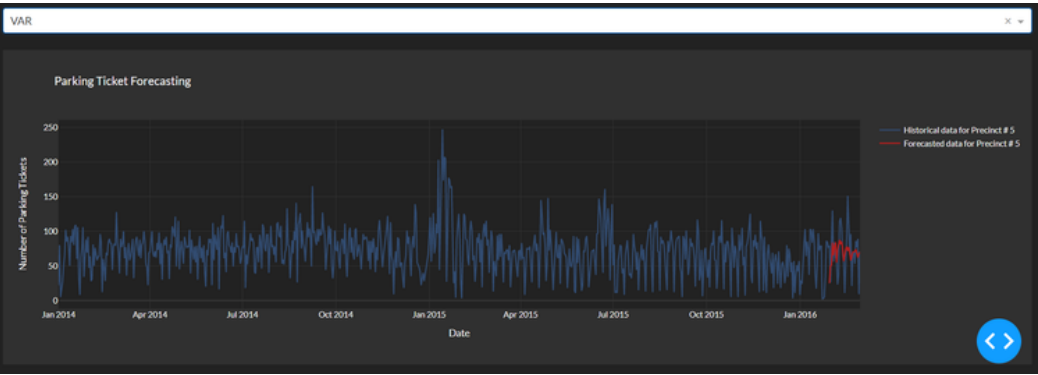 VAR
Parking Ticket Forecasting
250
200
150
100
50
0
Number of Parking Tickets
Jan 2014 Apr 2014 Jul 2014 Oct 2014 Jan 2015 Apr 2015 Jul 2015 Oct 2015 Jan 2016
Date
Historical data for Precinct # 5
Forecasted data for Precinct # 5